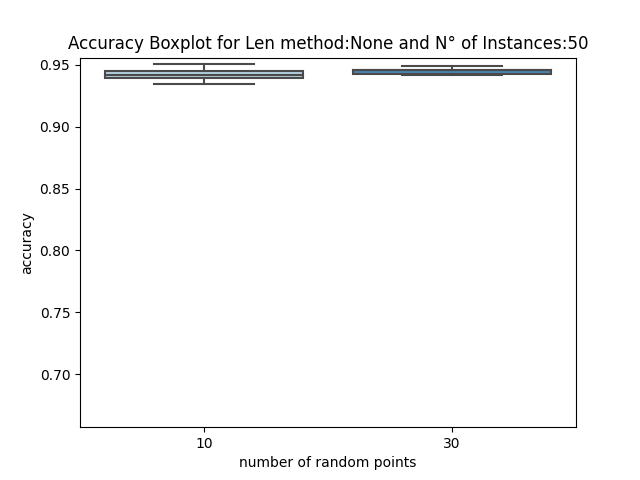 Accuracy Boxplot for Len method:None and N° of Instances:50
0.95
0.90
0.85
0.80
0.75
0.70
accuracy
10 30
number of random points